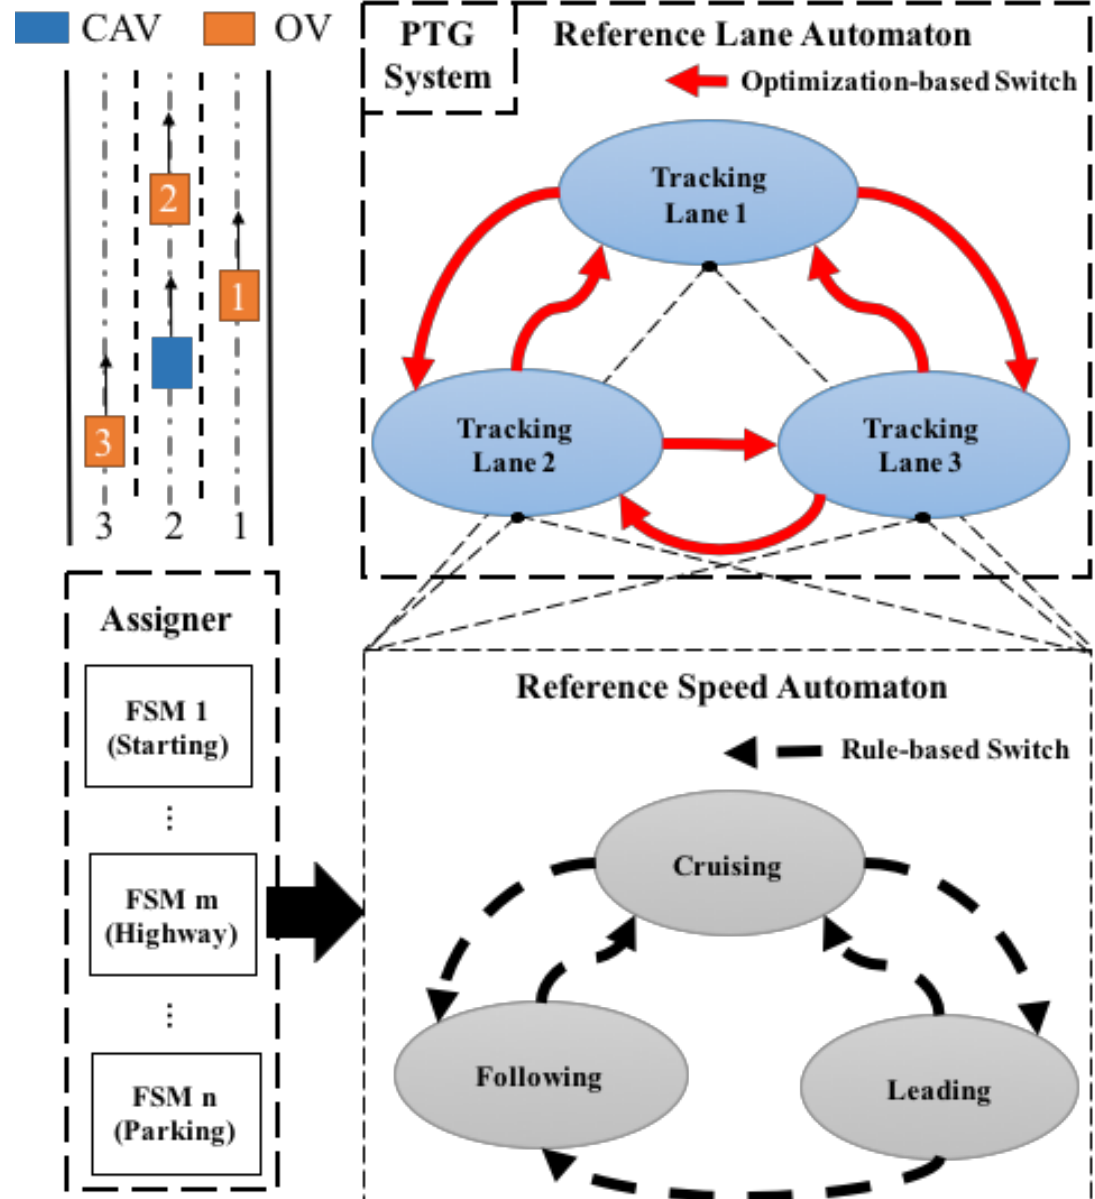 CAV
OV
2
1
3
3
2
1
PTG
System
Reference Lane Automaton
Optimization-based Switch
Tracking
Lane 1
Tracking
Lane 2
Tracking
Lane 3
Assigner
FSM 1
(Starting)
...
FSM m
(Highway)
...
FSM n
(Parking)
Reference Speed Automaton
Rule-based Switch
Cruising
Following
Leading